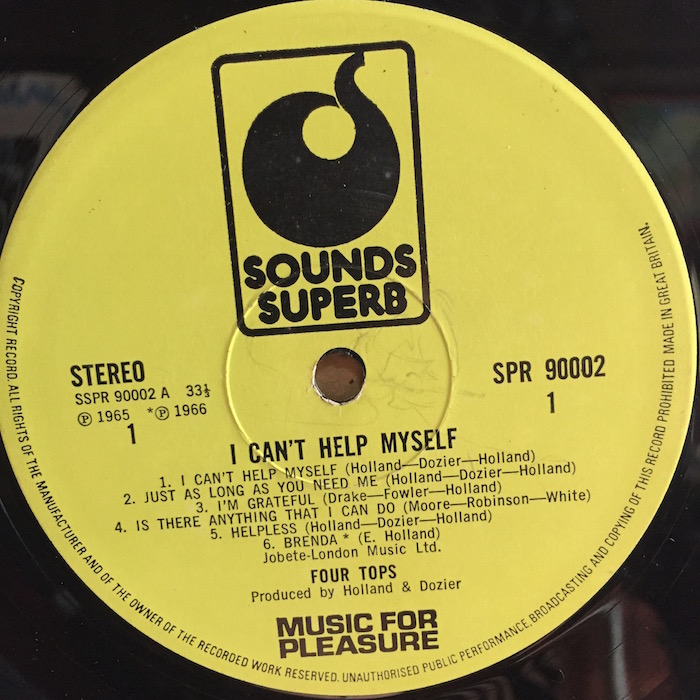 SOUNDS
SUPERB
STEREO
SSPR 90002 A 33⅓
℗ 1965 *℗ 1966
1
SPR 90002
1
I CAN'T HELP MYSELF
1. I CAN'T HELP MYSELF (Holland—Dozier—Holland)
2. JUST AS LONG AS YOU NEED ME (Holland—Dozier—Holland)
3. I'M GRATEFUL (Drake—Fowler—Holland)
4. IS THERE ANYTHING THAT I CAN DO (Moore—Robinson—White)
5. HELPLESS (Holland—Dozier—Holland)
6. BRENDA * (E. Holland)
Jobete-London Music Ltd.
FOUR TOPS
Produced by Holland & Dozier
MUSIC FOR
PLEASURE
COPYRIGHT RECORD. ALL RIGHTS OF THE MANUFACTURER AND OF THE OWNER OF THE RECORDED WORK RESERVED. UNAUTHORISED PUBLIC PERFORMANCE, BROADCASTING AND COPYING OF THIS RECORD PROHIBITED MADE IN GREAT BRITAIN.